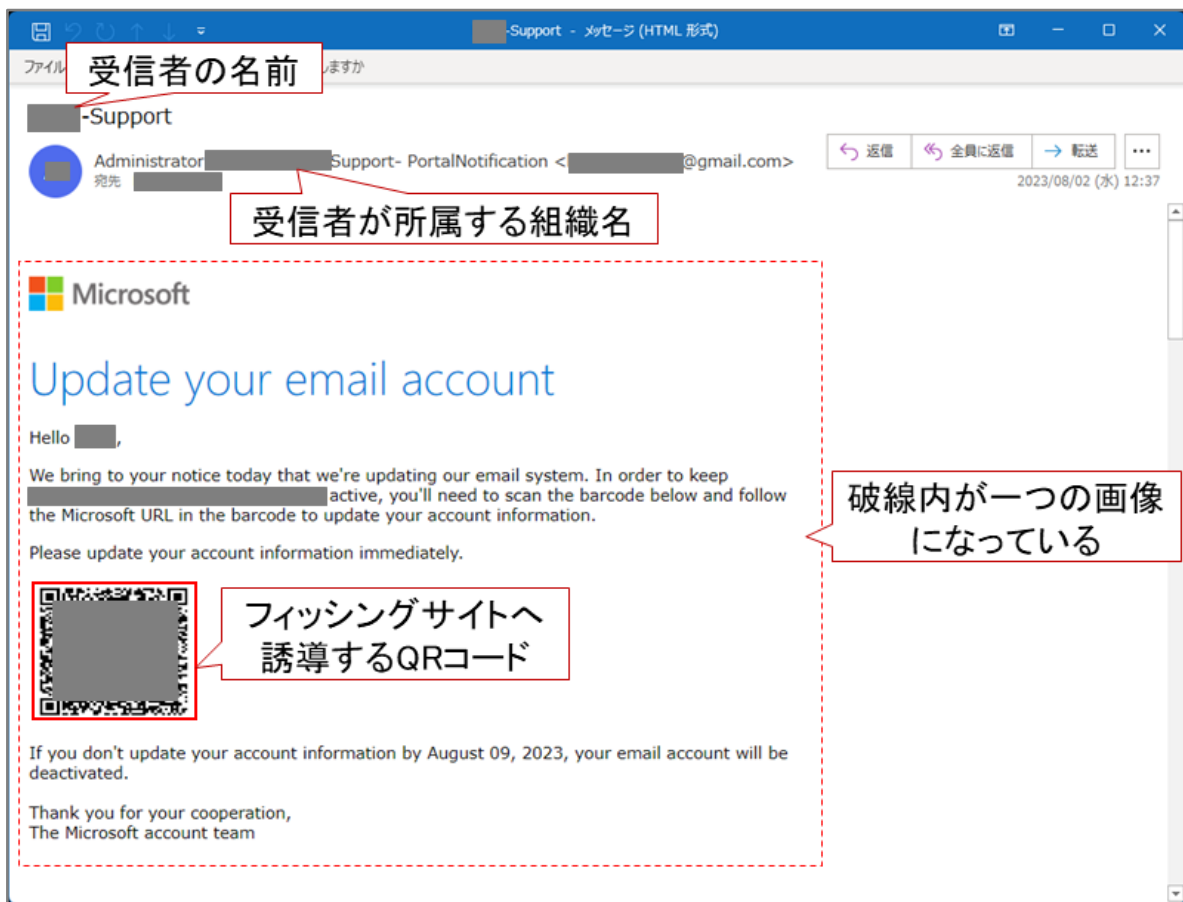 -Support - メッセージ (HTML 形式)
ファイル
しますか
受信者の名前
-Support
Administrator Support- PortalNotification < @gmail.com>
宛先
返信 全員に返信 転送
2023/08/02 (水) 12:37
受信者が所属する組織名
Microsoft
Update your email account
Hello ,
We bring to your notice today that we're updating our email system. In order to keep
active, you'll need to scan the barcode below and follow
the Microsoft URL in the barcode to update your account information.
Please update your account information immediately.
破線内が一つの画像
になっている
フィッシングサイトへ
誘導するQRコード
If you don't update your account information by August 09, 2023, your email account will be
deactivated.
Thank you for your cooperation,
The Microsoft account team